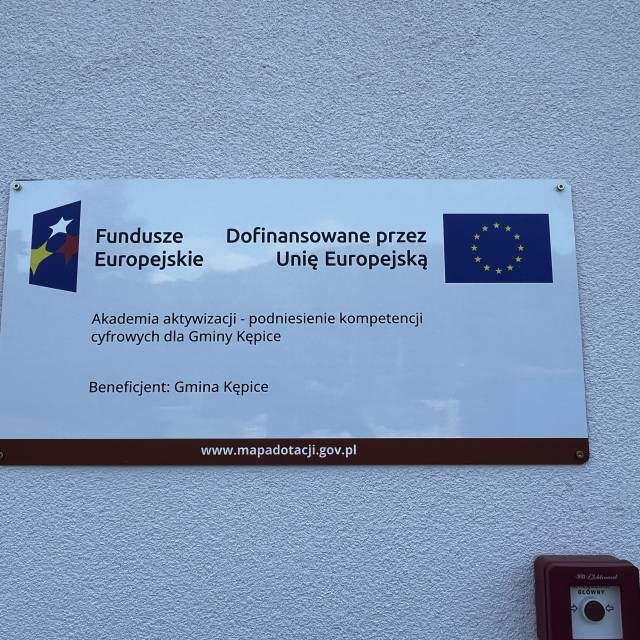 Fundusze
Europejskie
Dofinansowane przez
Unię Europejską
Akademia aktywizacji - podniesienie kompetencji
cyfrowych dla Gminy Kępice
Beneficjent: Gmina Kępice
www.mapadotacji.gov.pl
Elektromet
GŁÓWNY